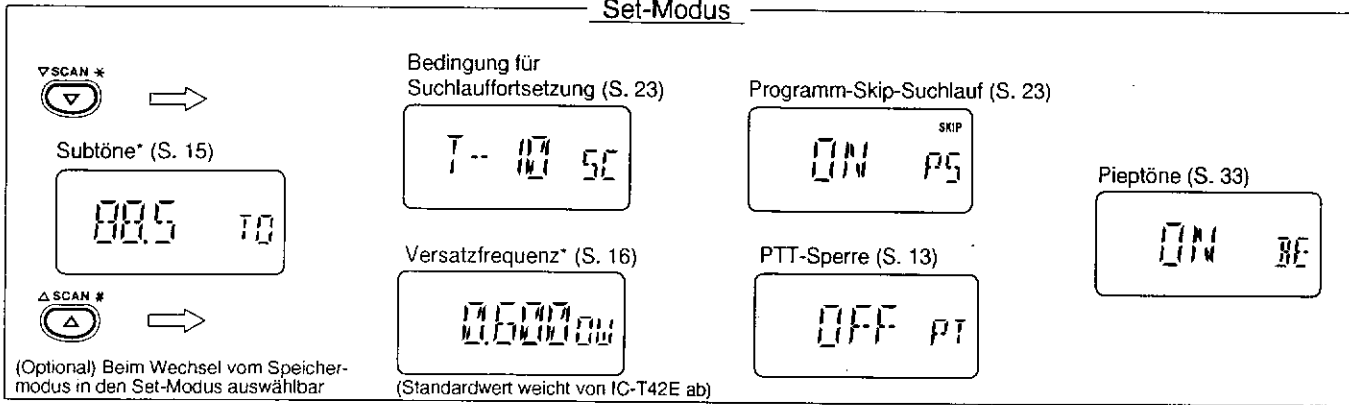 Set-Modus
▽SCAN *
▽
Subtöne* (S. 15)
88.5 TO
△SCAN #
△
(Optional) Beim Wechsel vom Speicher-
modus in den Set-Modus auswählbar
Bedingung für
Suchlauffortsetzung (S. 23)
T-- 10 SC
Versatzfrequenz* (S. 16)
0.600 OW
(Standardwert weicht von IC-T42E ab)
Programm-Skip-Suchlauf (S. 23)
SKIP
ON PS
PTT-Sperre (S. 13)
OFF PT
Pieptöne (S. 33)
ON BE